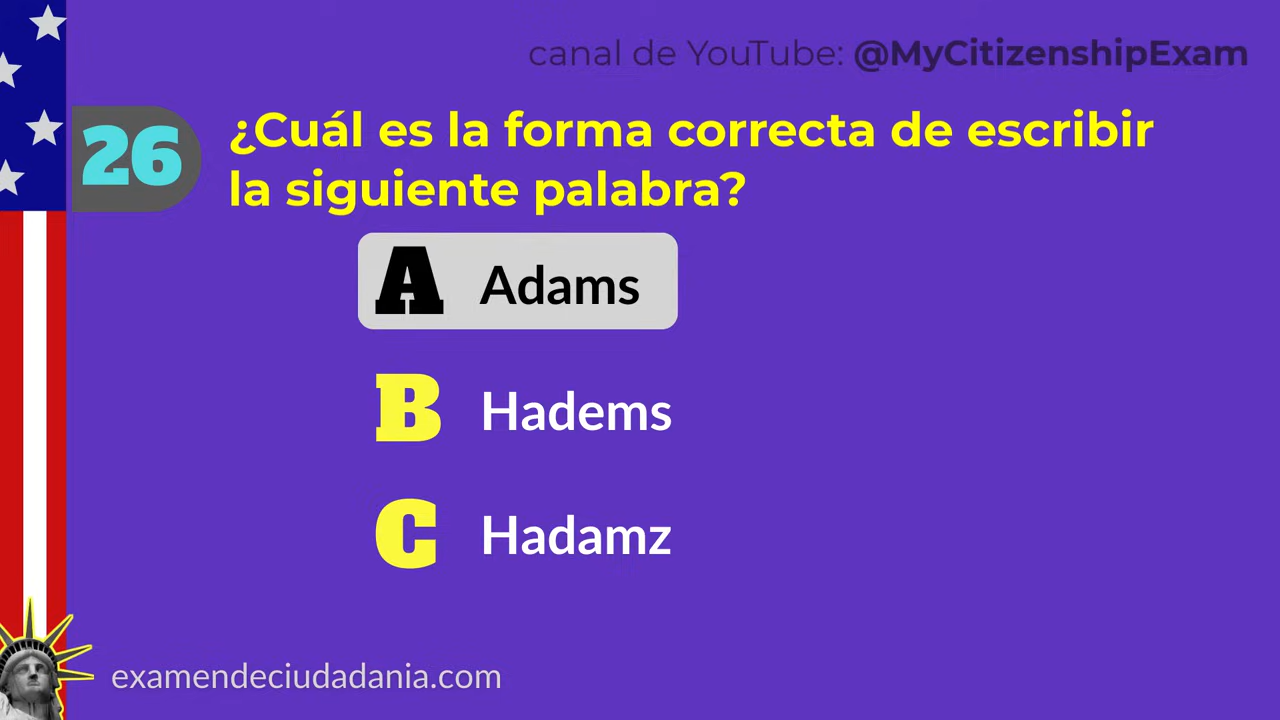 canal de YouTube: @MyCitizenshipExam
26
¿Cuál es la forma correcta de escribir
la siguiente palabra?
A Adams
B Hadems
C Hadamz
examendeciudadania.com